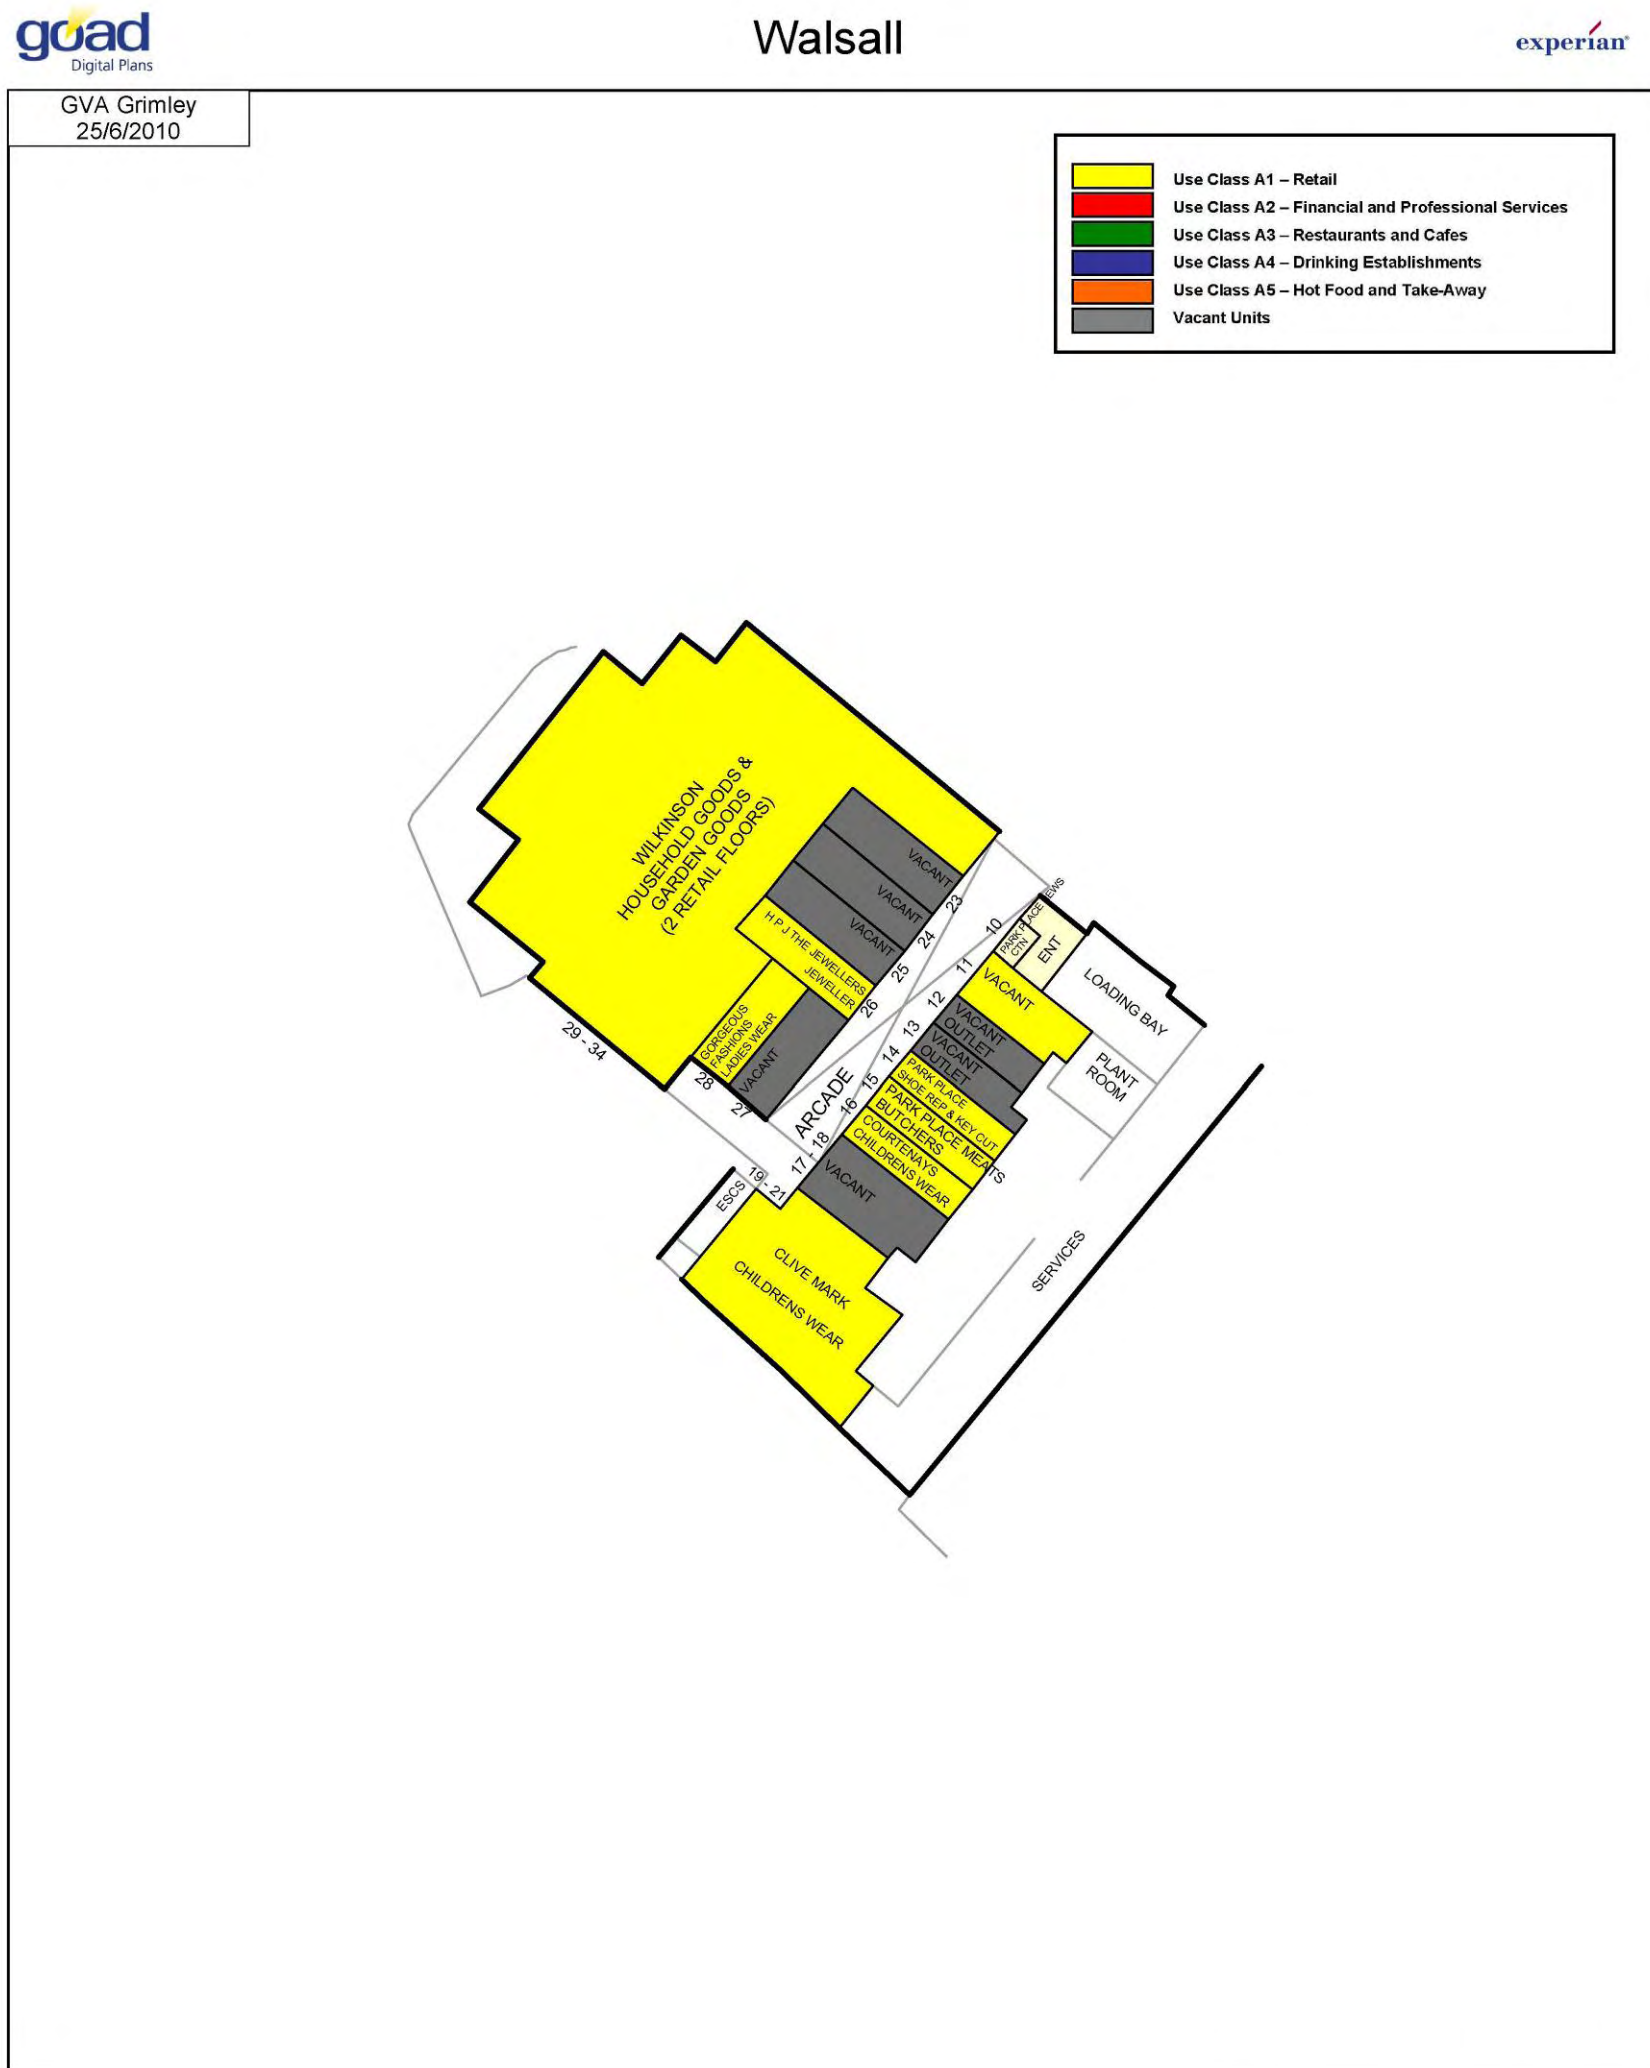 goad
Digital Plans
Walsall
experian
GVA Grimley
25/6/2010
Use Class A1 – Retail
Use Class A2 – Financial and Professional Services
Use Class A3 – Restaurants and Cafes
Use Class A4 – Drinking Establishments
Use Class A5 – Hot Food and Take-Away
Vacant Units
WILKINSON
HOUSEHOLD GOODS &
GARDEN GOODS
(2 RETAIL FLOORS)
VACANT
VACANT
VACANT
H P J THE JEWELLERS
JEWELLER
GORGEOUS
FASHIONS
LADIES WEAR
VACANT
23
24
25
26
29 - 34
28
27
ARCADE
10
11
12
13
14
15
16
17 - 18
19 - 21
PARK PLACE NEWS
CTN
ENT
LOADING BAY
PLANT
ROOM
VACANT
VACANT
OUTLET
VACANT
OUTLET
PARK PLACE
SHOE REP & KEY CUT
PARK PLACE MEATS
BUTCHERS
COURTENAYS
CHILDRENS WEAR
VACANT
ESCS
CLIVE MARK
CHILDRENS WEAR
SERVICES